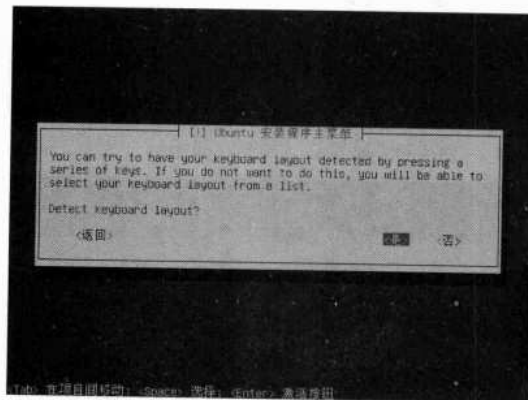 [!] Ubuntu 安装程序主菜单
You can try to have your keyboard layout detected by pressing a
series of keys. If you do not want to do this, you will be able to
select your keyboard layout from a list.
Detect keyboard layout?
<返回> <是> <否>
<Tab> 在项目间移动; <Space> 选择; <Enter> 激活按钮